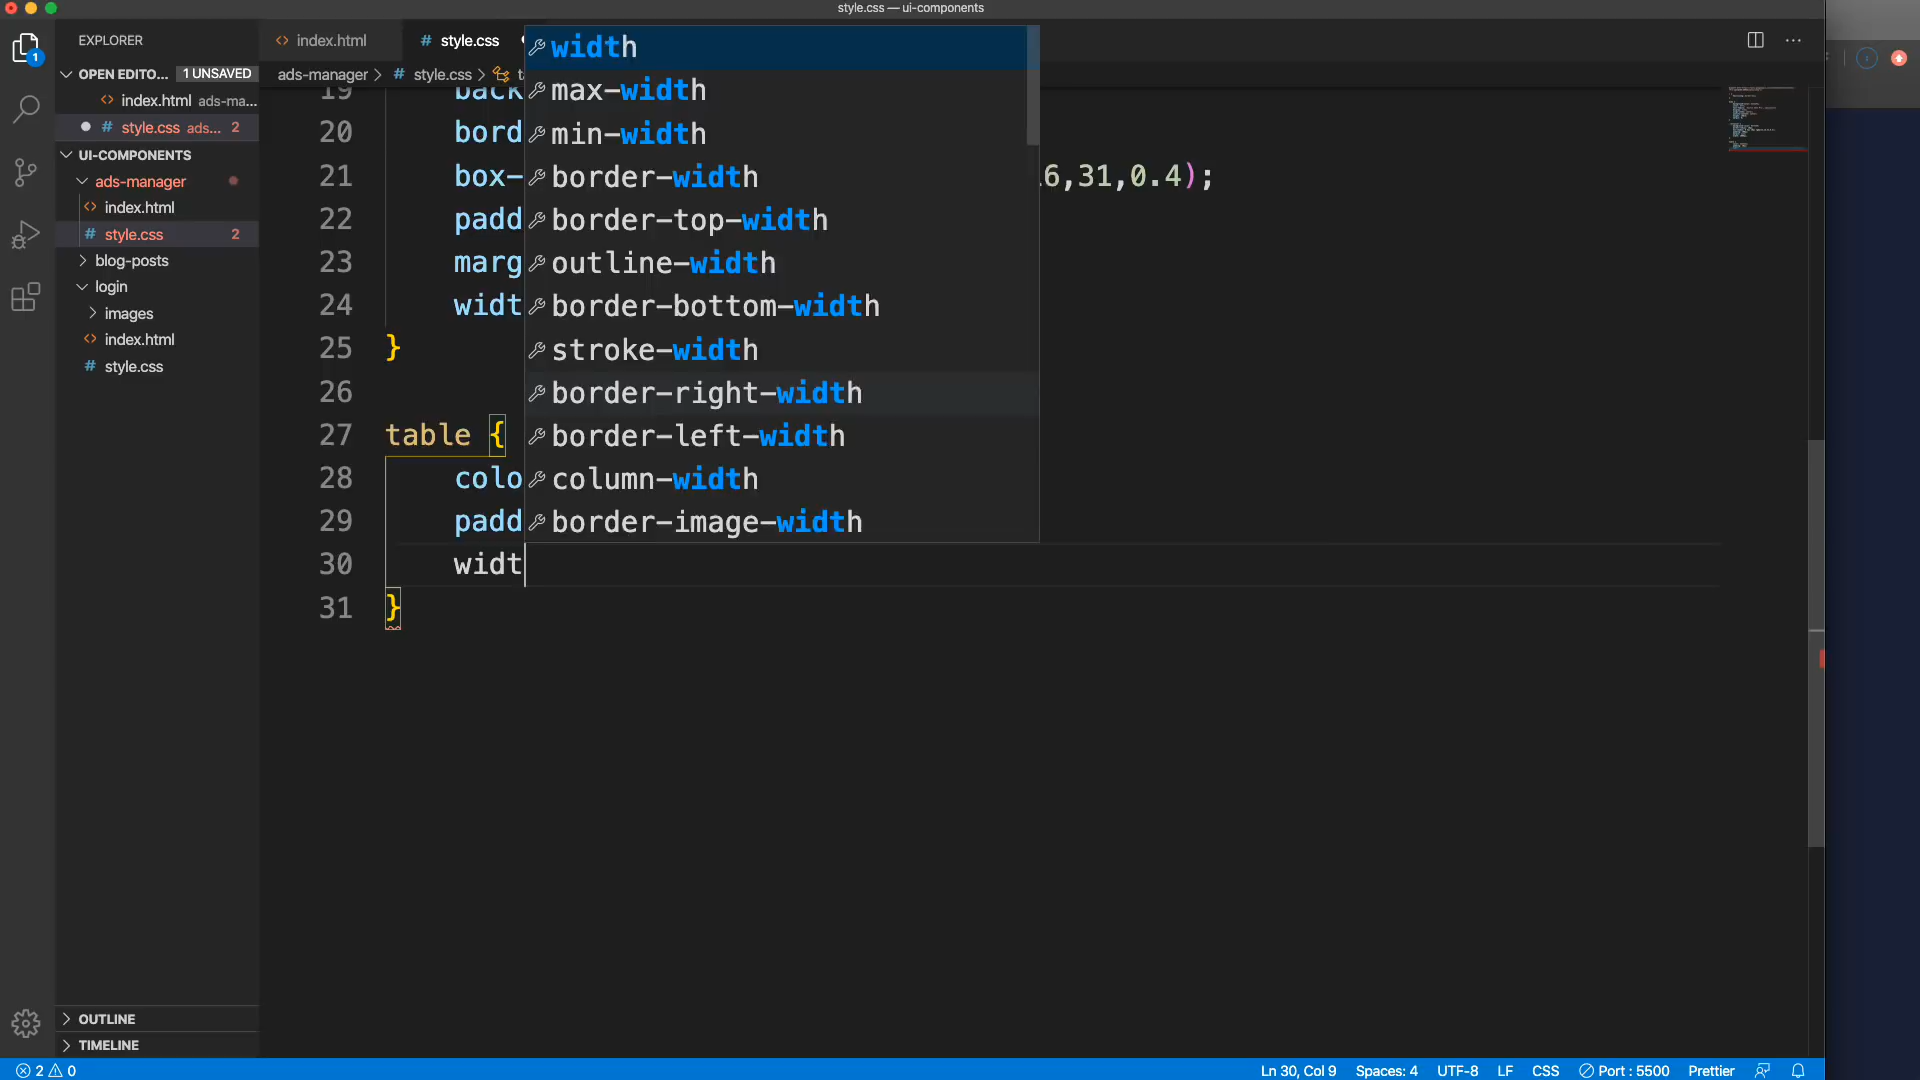 style.css — ui-components
EXPLORER
OPEN EDITO... 1 UNSAVED
index.html ads-ma...
style.css ads... 2
UI-COMPONENTS
ads-manager
index.html
style.css 2
blog-posts
login
images
index.html
style.css
OUTLINE
TIMELINE
index.html
# style.css
ads-manager > # style.css >
19 back
20 bord
21 box- 6,31,0.4);
22 padd
23 marg
24 widt
25 }
26
27 table {
28 colo
29 padd
30 widt
31 }
width
max-width
min-width
border-width
border-top-width
outline-width
border-bottom-width
stroke-width
border-right-width
border-left-width
column-width
border-image-width
2 0
Ln 30, Col 9 Spaces: 4 UTF-8 LF CSS Port : 5500 Prettier